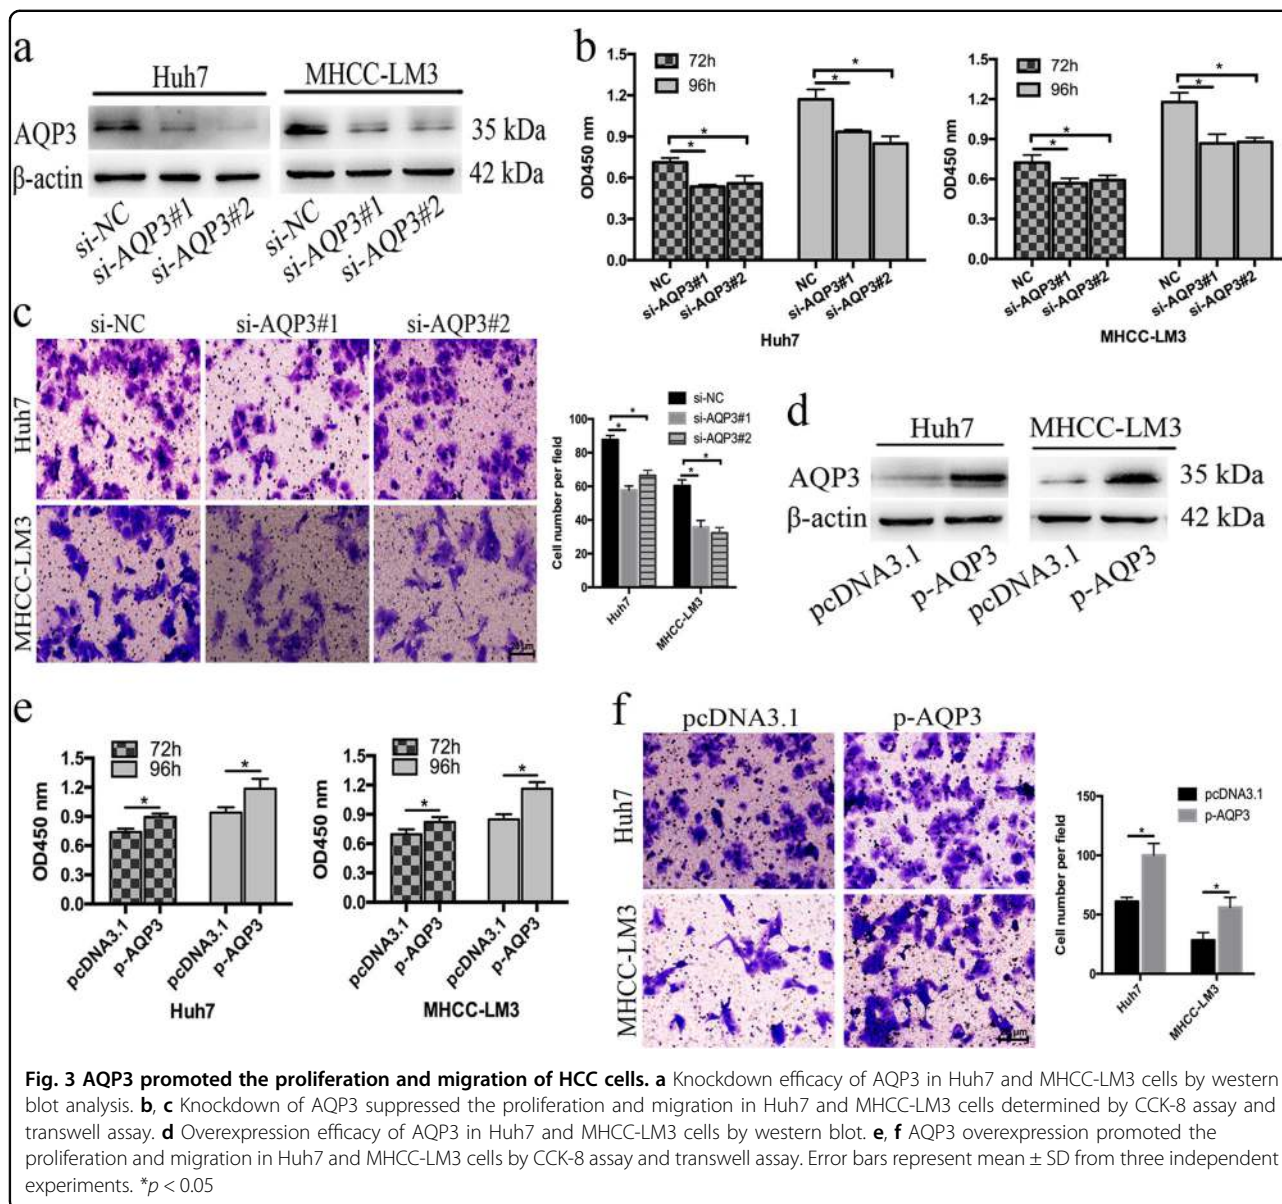 a
Huh7
MHCC-LM3
AQP3
35 kDa
β-actin
42 kDa
si-NC
si-AQP3#1
si-AQP3#2
si-NC
si-AQP3#1
si-AQP3#2
b
OD450 nm
1.5
1.2
0.9
0.6
0.3
0.0
72h
96h
*
*
*
*
NC
si-AQP3#1
si-AQP3#2
NC
si-AQP3#1
si-AQP3#2
Huh7
OD450 nm
1.5
1.2
0.9
0.6
0.3
0.0
72h
96h
*
*
*
*
NC
si-AQP3#1
si-AQP3#2
NC
si-AQP3#1
si-AQP3#2
MHCC-LM3
c
si-NC
si-AQP3#1
si-AQP3#2
Huh7
MHCC-LM3
Cell number per field
100
80
60
40
20
0
si-NC
si-AQP3#1
si-AQP3#2
*
*
*
*
Huh7
MHCC-LM3
d
Huh7
MHCC-LM3
AQP3
35 kDa
β-actin
42 kDa
pcDNA3.1
p-AQP3
pcDNA3.1
p-AQP3
e
OD450 nm
1.5
1.2
0.9
0.6
0.3
0.0
72h
96h
*
*
pcDNA3.1
p-AQP3
pcDNA3.1
p-AQP3
Huh7
OD450 nm
1.5
1.2
0.9
0.6
0.3
0.0
72h
96h
*
*
pcDNA3.1
p-AQP3
pcDNA3.1
p-AQP3
MHCC-LM3
f
pcDNA3.1
p-AQP3
Huh7
MHCC-LM3
Cell number per field
150
100
50
0
pcDNA3.1
p-AQP3
*
*
Huh7
MHCC-LM3
Fig. 3 AQP3 promoted the proliferation and migration of HCC cells. a Knockdown efficacy of AQP3 in Huh7 and MHCC-LM3 cells by western
blot analysis. b, c Knockdown of AQP3 suppressed the proliferation and migration in Huh7 and MHCC-LM3 cells determined by CCK-8 assay and
transwell assay. d Overexpression efficacy of AQP3 in Huh7 and MHCC-LM3 cells by western blot. e, f AQP3 overexpression promoted the
proliferation and migration in Huh7 and MHCC-LM3 cells by CCK-8 assay and transwell assay. Error bars represent mean ± SD from three independent
experiments. *p < 0.05